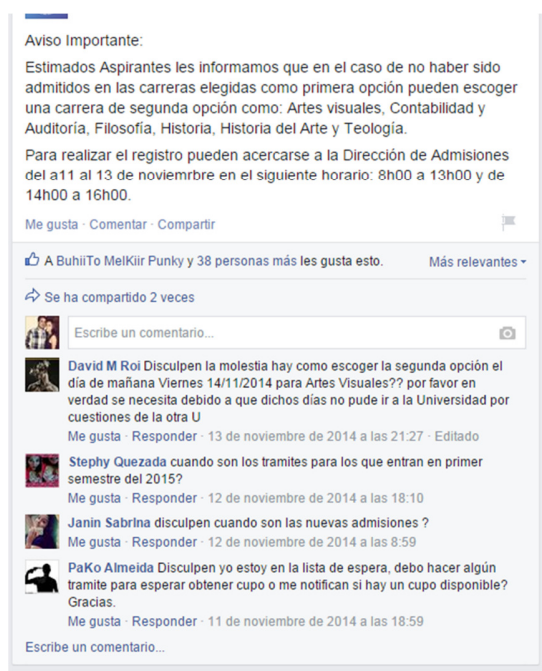 Aviso Importante:
Estimados Aspirantes les informamos que en el caso de no haber sido
admitidos en las carreras elegidas como primera opción pueden escoger
una carrera de segunda opción como: Artes visuales, Contabilidad y
Auditoría, Filosofía, Historia, Historia del Arte y Teología.
Para realizar el registro pueden acercarse a la Dirección de Admisiones
del a11 al 13 de noviemrbre en el siguiente horario: 8h00 a 13h00 y de
14h00 a 16h00.
Me gusta · Comentar · Compartir
A BuhiiTo MelKiir Punky y 38 personas más les gusta esto. Más relevantes
Se ha compartido 2 veces
Escribe un comentario...
David M Roi Disculpen la molestia hay como escoger la segunda opción el
día de mañana Viernes 14/11/2014 para Artes Visuales?? por favor en
verdad se necesita debido a que dichos días no pude ir a la Universidad por
cuestiones de la otra U
Me gusta · Responder · 13 de noviembre de 2014 a las 21:27 · Editado
Stephy Quezada cuando son los tramites para los que entran en primer
semestre del 2015?
Me gusta · Responder · 12 de noviembre de 2014 a las 18:10
Janin SabrIna disculpen cuando son las nuevas admisiones ?
Me gusta · Responder · 12 de noviembre de 2014 a las 8:59
PaKo Almeida Disculpen yo estoy en la lista de espera, debo hacer algún
tramite para esperar obtener cupo o me notifican si hay un cupo disponible?
Gracias.
Me gusta · Responder · 11 de noviembre de 2014 a las 18:59
Escribe un comentario...